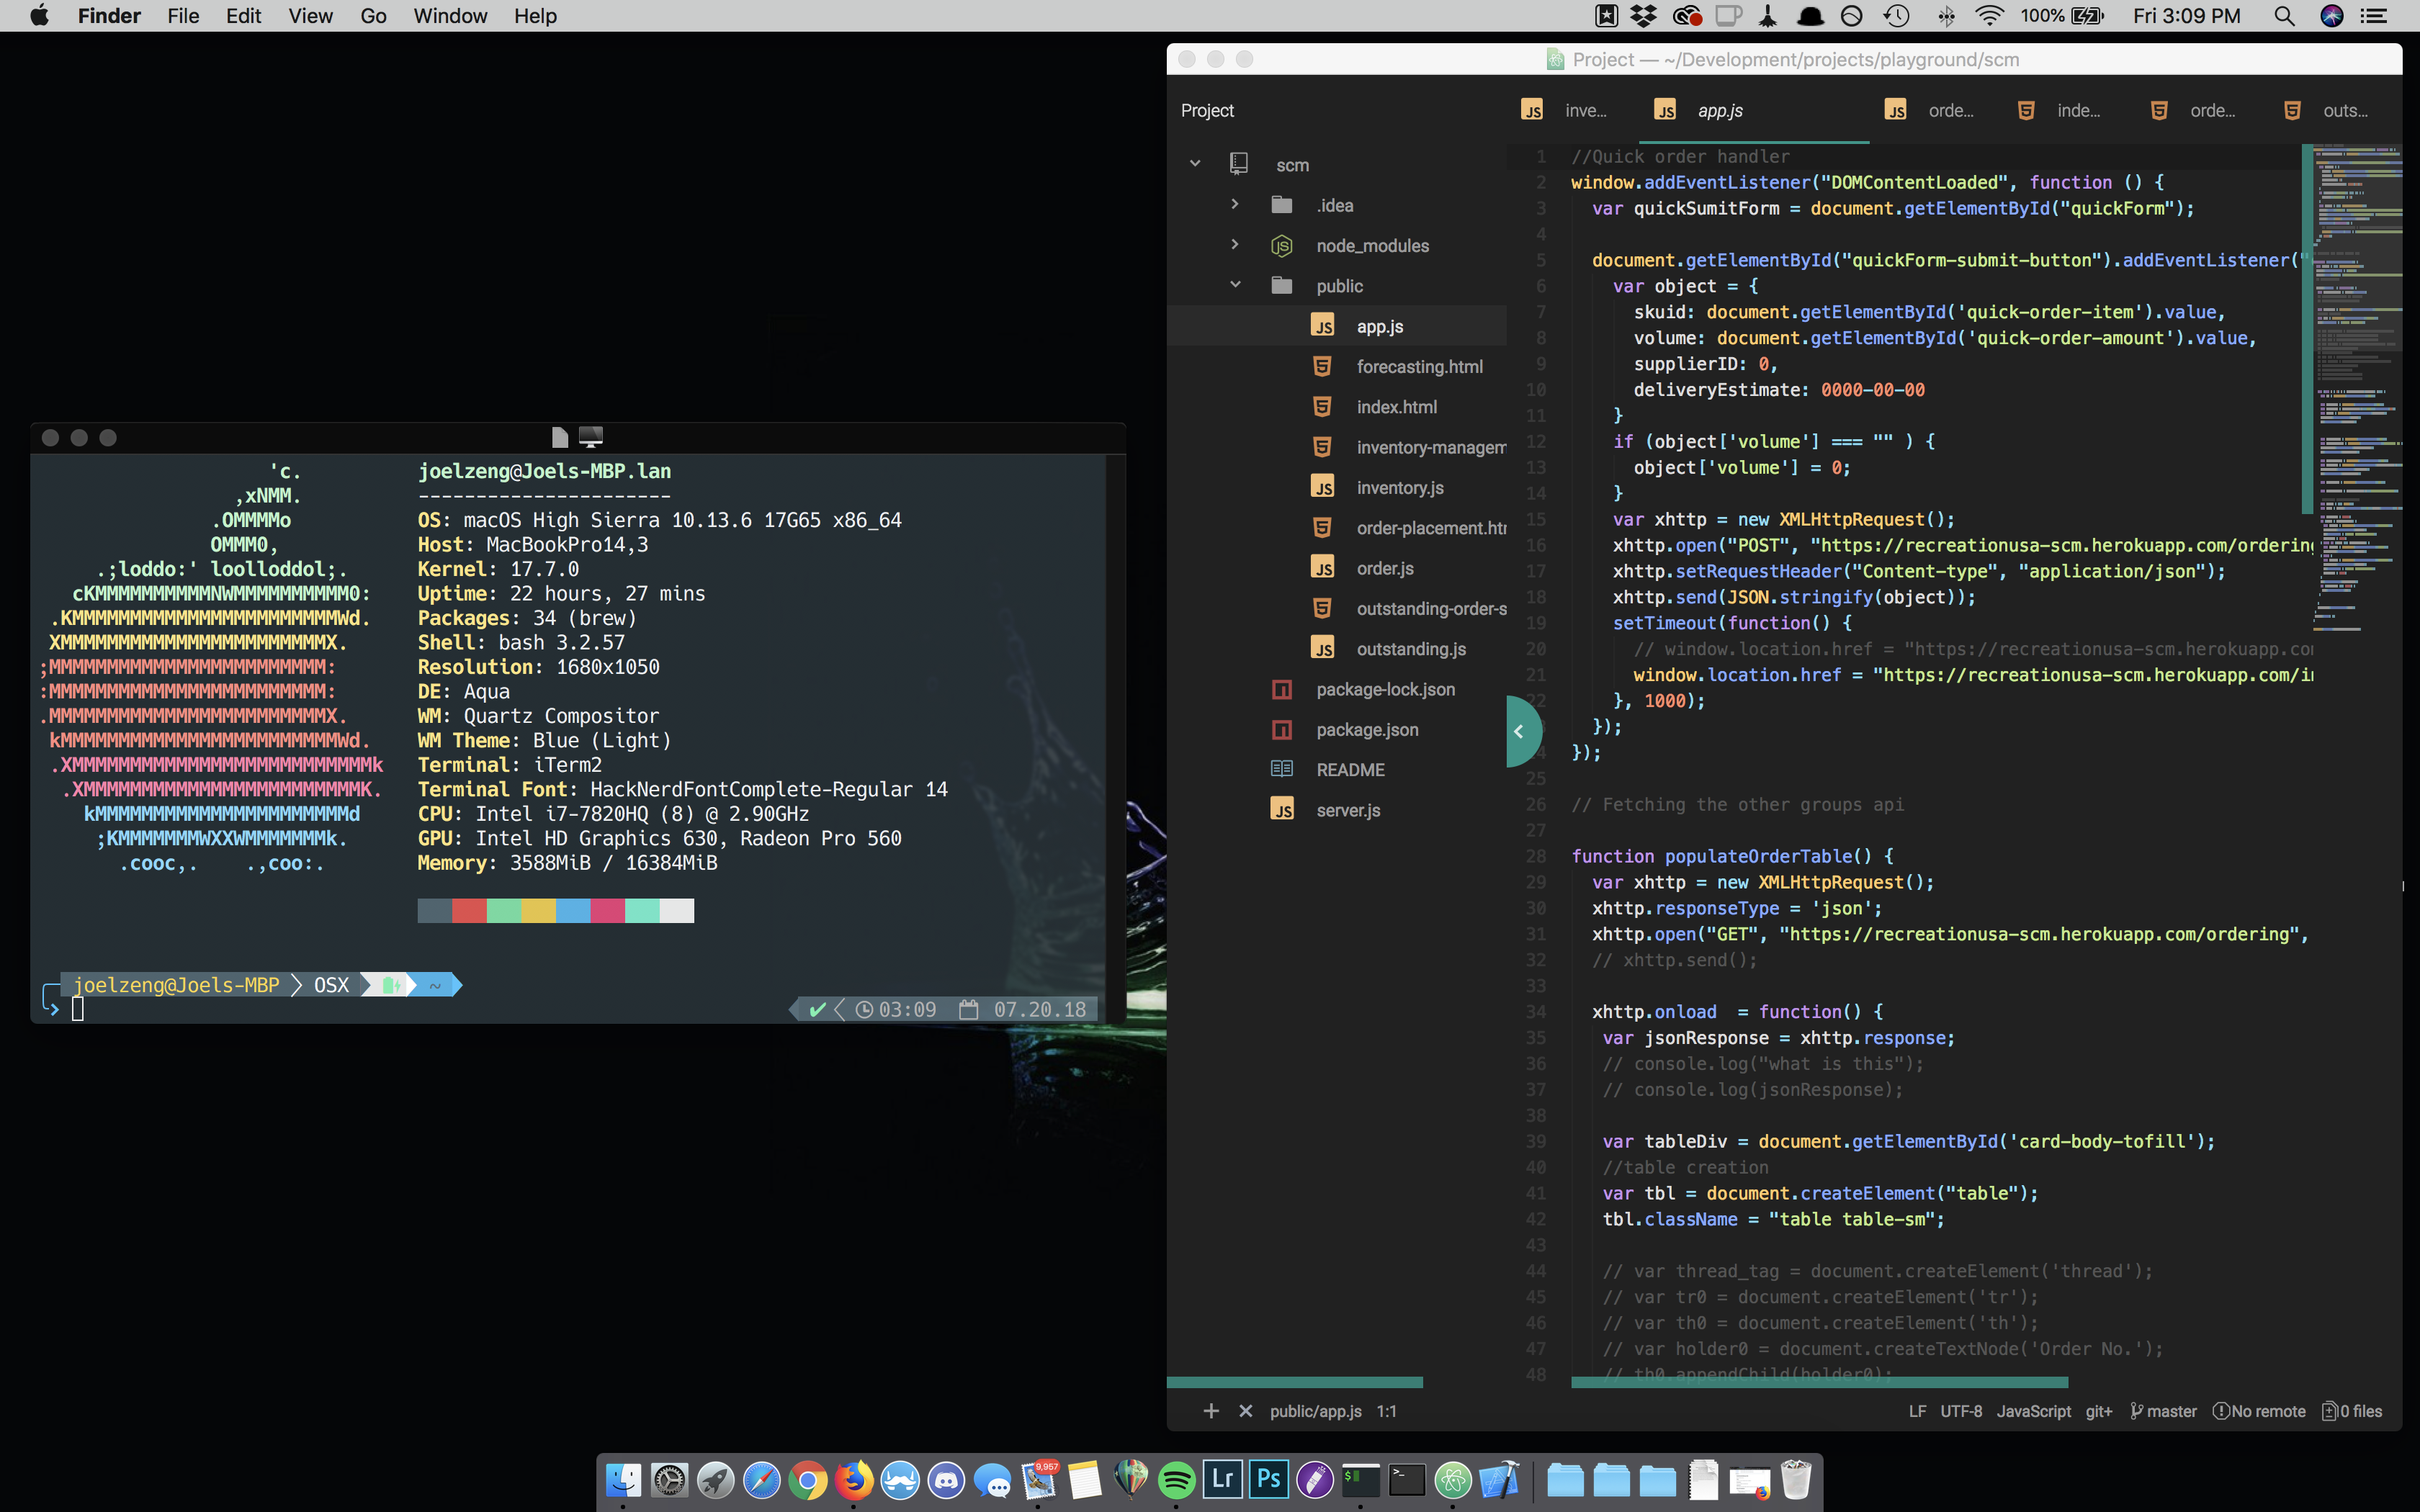 Finder File Edit View Go Window Help
100% Fri 3:09 PM
'c.
,xNMM.
.OMMMMo
OMMM0,
.;loddo:' loolloddol;.
cKMMMMMMMMMMNWMMMMMMMMMM0:
.KMMMMMMMMMMMMMMMMMMMMMMMWd.
XMMMMMMMMMMMMMMMMMMMMMMMX.
;MMMMMMMMMMMMMMMMMMMMMMMM:
:MMMMMMMMMMMMMMMMMMMMMMMM:
.MMMMMMMMMMMMMMMMMMMMMMMMX.
kMMMMMMMMMMMMMMMMMMMMMMMMWd.
.XMMMMMMMMMMMMMMMMMMMMMMMMMMk
.XMMMMMMMMMMMMMMMMMMMMMMMMK.
kMMMMMMMMMMMMMMMMMMMMMMd
;KMMMMMMMWXXWMMMMMMMk.
.cooc,. .,coo:.
joelzeng@Joels-MBP.lan
----------------------
OS: macOS High Sierra 10.13.6 17G65 x86_64
Host: MacBookPro14,3
Kernel: 17.7.0
Uptime: 22 hours, 27 mins
Packages: 34 (brew)
Shell: bash 3.2.57
Resolution: 1680x1050
DE: Aqua
WM: Quartz Compositor
WM Theme: Blue (Light)
Terminal: iTerm2
Terminal Font: HackNerdFontComplete-Regular 14
CPU: Intel i7-7820HQ (8) @ 2.90GHz
GPU: Intel HD Graphics 630, Radeon Pro 560
Memory: 3588MiB / 16384MiB
joelzeng@Joels-MBP OSX ~
✔ 03:09 07.20.18
Project — ~/Development/projects/playground/scm
Project
scm
.idea
node_modules
public
app.js
forecasting.html
index.html
inventory-managem
inventory.js
order-placement.htr
order.js
outstanding-order-s
outstanding.js
package-lock.json
package.json
README
server.js
JS inve... JS app.js JS orde... inde... orde... outs...
1 //Quick order handler
2 window.addEventListener("DOMContentLoaded", function () {
3 var quickSumitForm = document.getElementById("quickForm");
4
5 document.getElementById("quickForm-submit-button").addEventListener("
6 var object = {
7 skuid: document.getElementById('quick-order-item').value,
8 volume: document.getElementById('quick-order-amount').value,
9 supplierID: 0,
10 deliveryEstimate: 0000-00-00
11 }
12 if (object['volume'] === "" ) {
13 object['volume'] = 0;
14 }
15 var xhttp = new XMLHttpRequest();
16 xhttp.open("POST", "https://recreationusa-scm.herokuapp.com/ordering
17 xhttp.setRequestHeader("Content-type", "application/json");
18 xhttp.send(JSON.stringify(object));
19 setTimeout(function() {
20 // window.location.href = "https://recreationusa-scm.herokuapp.com
21 window.location.href = "https://recreationusa-scm.herokuapp.com/i
22 }, 1000);
});
4 });
25
26 // Fetching the other groups api
27
28 function populateOrderTable() {
29 var xhttp = new XMLHttpRequest();
30 xhttp.responseType = 'json';
31 xhttp.open("GET", "https://recreationusa-scm.herokuapp.com/ordering",
32 // xhttp.send();
33
34 xhttp.onload = function() {
35 var jsonResponse = xhttp.response;
36 // console.log("what is this");
37 // console.log(jsonResponse);
38
39 var tableDiv = document.getElementById('card-body-tofill');
40 //table creation
41 var tbl = document.createElement("table");
42 tbl.className = "table table-sm";
43
44 // var thread_tag = document.createElement('thread');
45 // var tr0 = document.createElement('tr');
46 // var th0 = document.createElement('th');
47 // var holder0 = document.createTextNode('Order No.');
48 // th0.appendChild(holder0);
+ × public/app.js 1:1
LF UTF-8 JavaScript git+ master No remote 0 files
9,957 Lr Ps